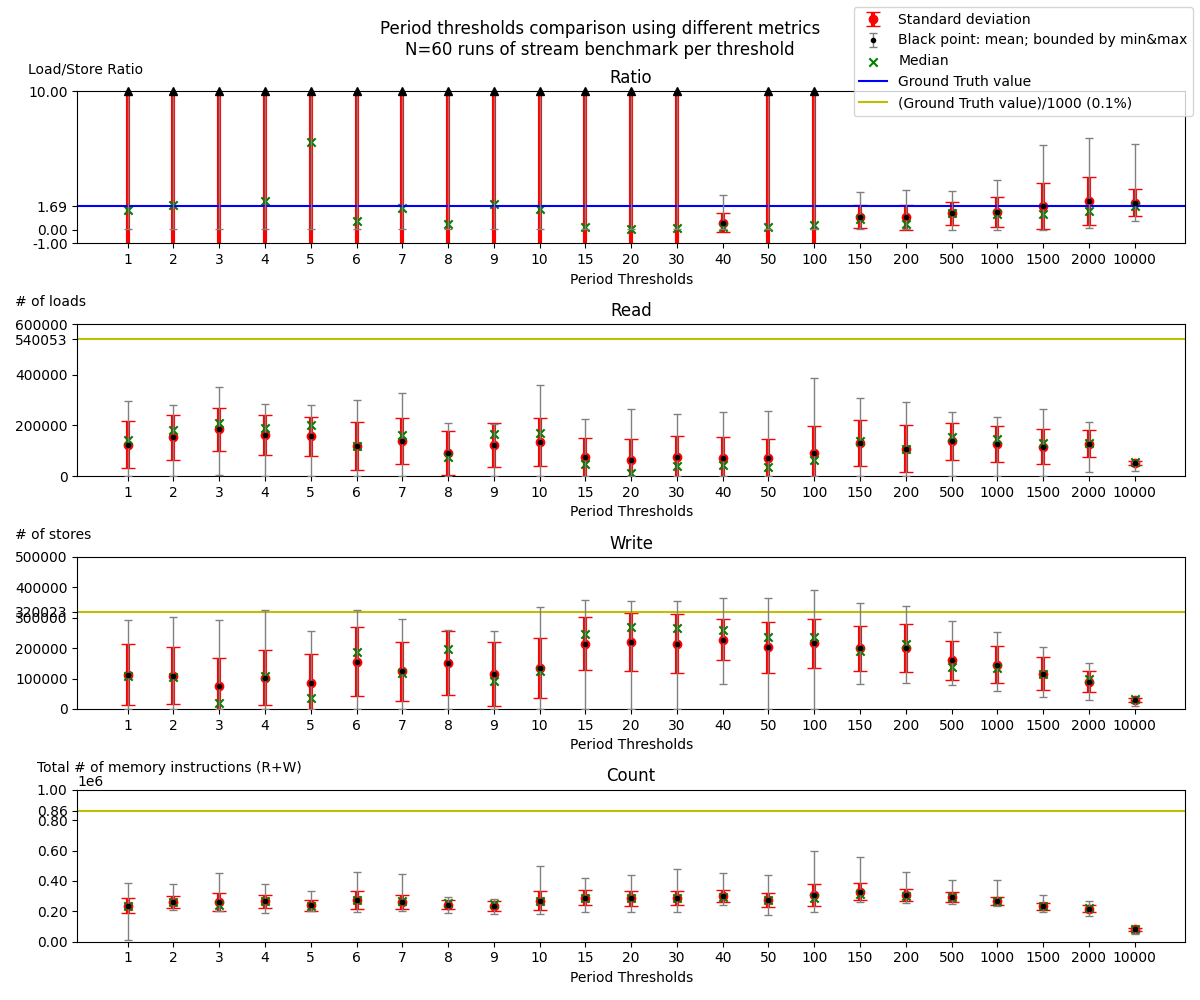 Period thresholds comparison using different metrics
N=60 runs of stream benchmark per threshold
Standard deviation
Black point: mean; bounded by min&max
Median
Ground Truth value
(Ground Truth value)/1000 (0.1%)
Load/Store Ratio
Ratio
10.00
1.69
0.00
-1.00
1 2 3 4 5 6 7 8 9 10 15 20 30 40 50 100 150 200 500 1000 1500 2000 10000
Period Thresholds
# of loads
Read
600000
540053
400000
200000
0
1 2 3 4 5 6 7 8 9 10 15 20 30 40 50 100 150 200 500 1000 1500 2000 10000
Period Thresholds
# of stores
Write
500000
400000
320023
300000
200000
100000
0
1 2 3 4 5 6 7 8 9 10 15 20 30 40 50 100 150 200 500 1000 1500 2000 10000
Period Thresholds
Total # of memory instructions (R+W)
1e6
Count
1.00
0.86
0.80
0.60
0.40
0.20
0.00
1 2 3 4 5 6 7 8 9 10 15 20 30 40 50 100 150 200 500 1000 1500 2000 10000
Period Thresholds